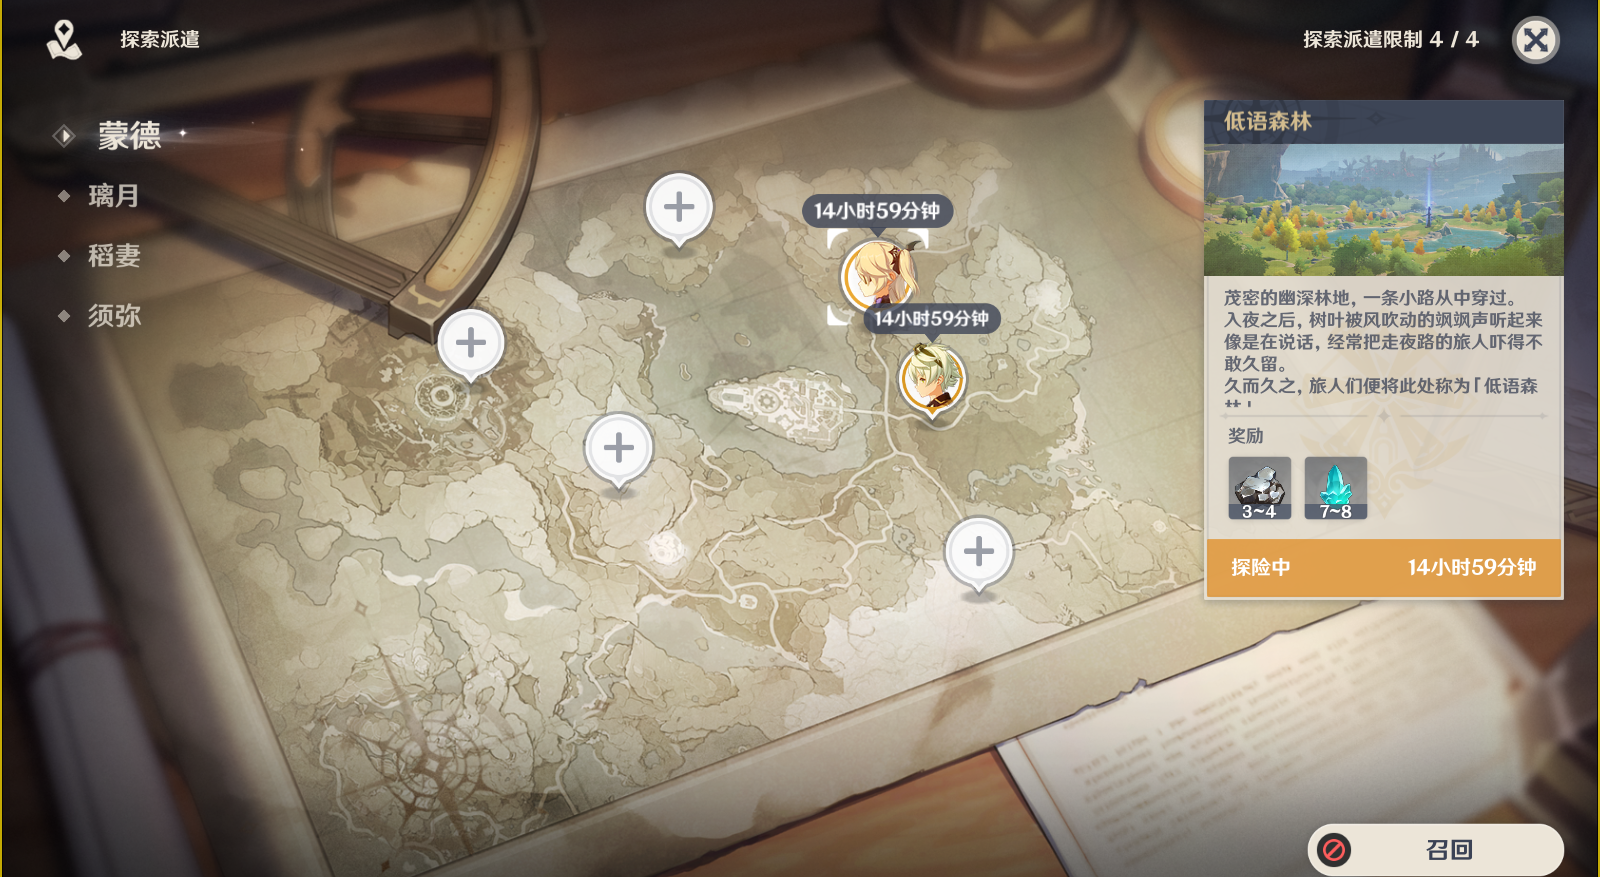 探索派遣
探索派遣限制 4 / 4
蒙德
璃月
稻妻
须弥
14小时59分钟
14小时59分钟
低语森林
茂密的幽深林地，一条小路从中穿过。
入夜之后，树叶被风吹动的飒飒声听起来
像是在说话，经常把走夜路的旅人吓得不
敢久留。
久而久之，旅人们便将此处称为「低语森
林」
奖励
3~4
7~8
探险中
14小时59分钟
召回